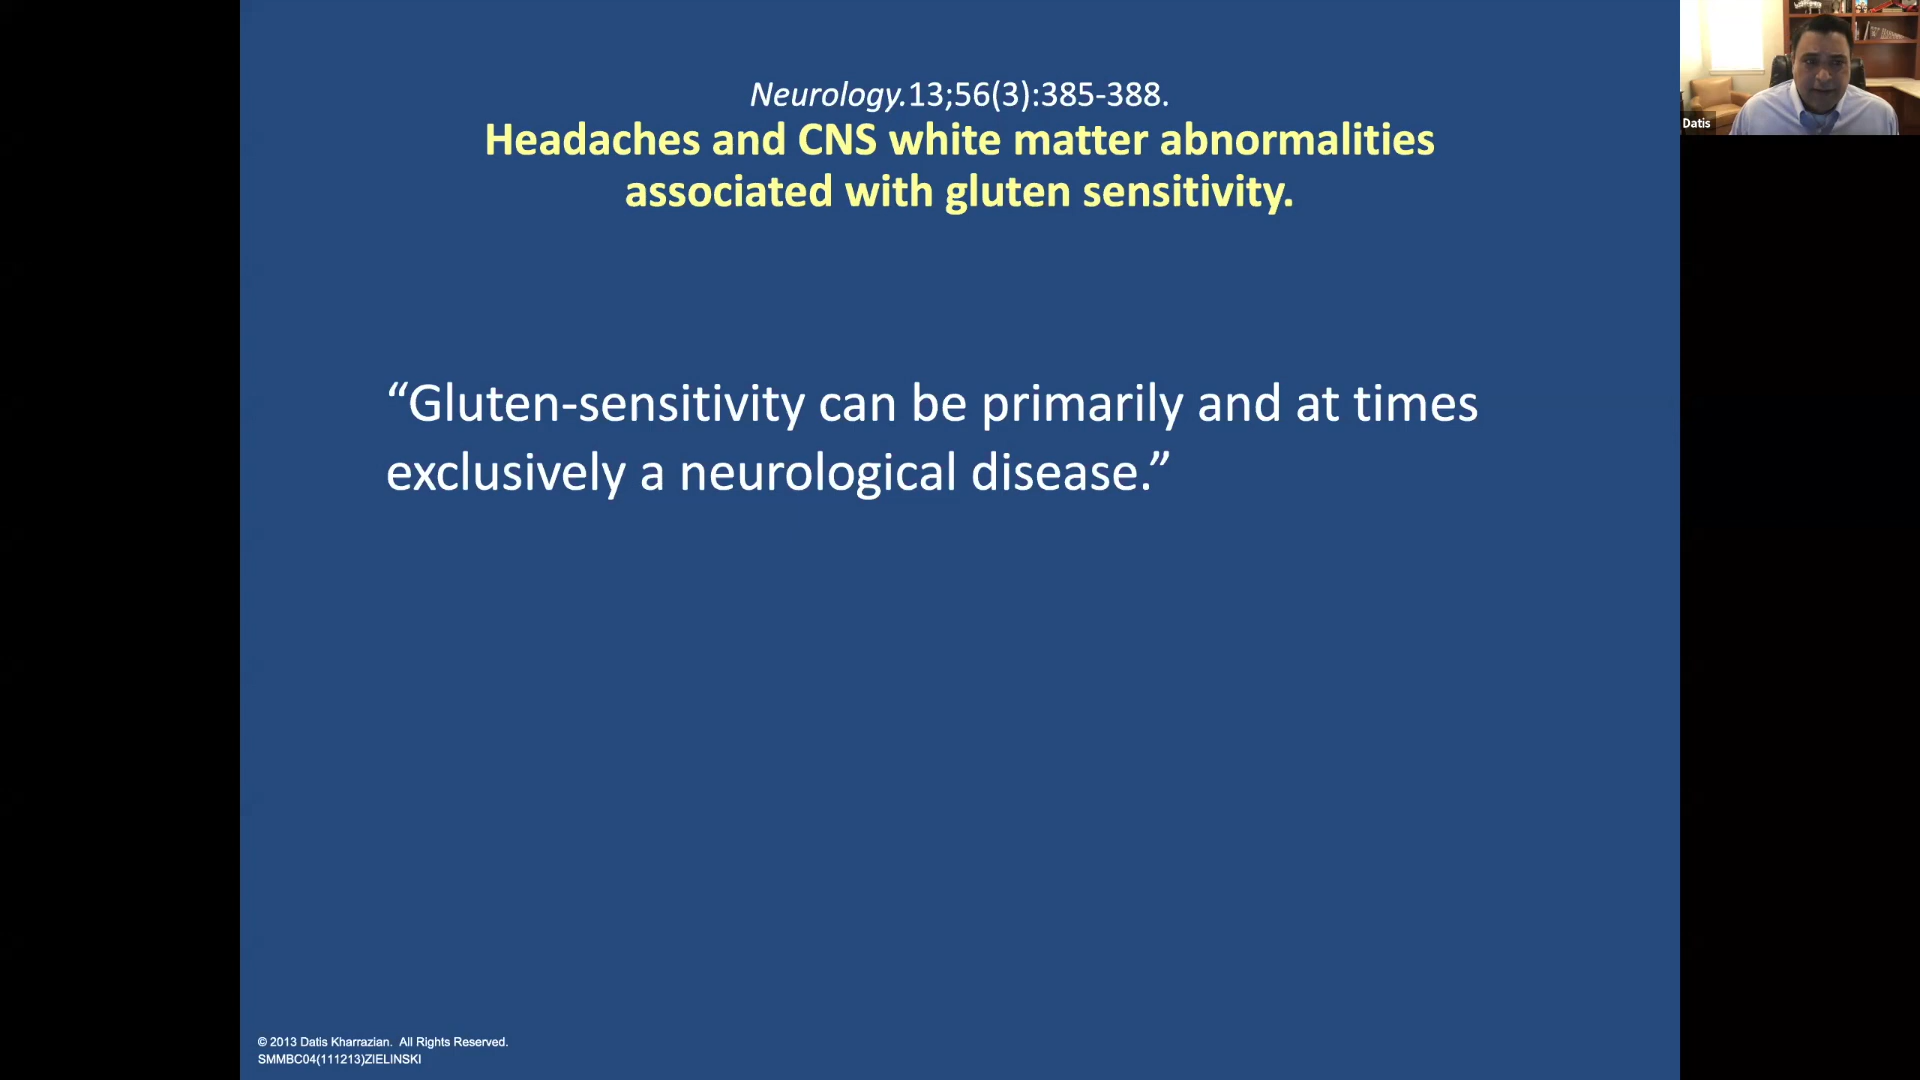 Neurology.13;56(3):385-388.
Headaches and CNS white matter abnormalities
associated with gluten sensitivity.
Datis
“Gluten-sensitivity can be primarily and at times
exclusively a neurological disease.”
© 2013 Datis Kharrazian. All Rights Reserved.
SMMBC04(111213)ZIELINSKI